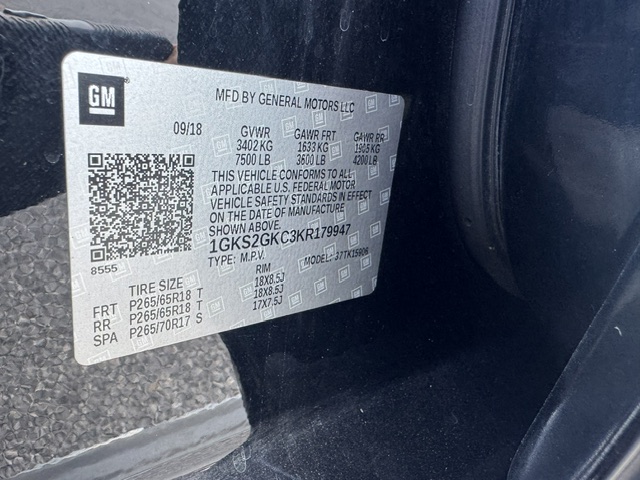 GM
MFD BY GENERAL MOTORS LLC
09/18 GVWR GAWR FRT GAWR RR
3402 KG 1633 KG 1905 KG
7500 LB 3600 LB 4200 LB
THIS VEHICLE CONFORMS TO ALL
APPLICABLE U.S. FEDERAL MOTOR
VEHICLE SAFETY STANDARDS IN EFFECT
ON THE DATE OF MANUFACTURE
SHOWN ABOVE.
1GKS2GKC3KR179947
8555 TYPE: M.P.V. MODEL:
TIRE SIZE RIM
FRT P265/65R18 T 18X8.5J
RR P265/65R18 T 18X8.5J
SPA P265/70R17 S 17X7.5J